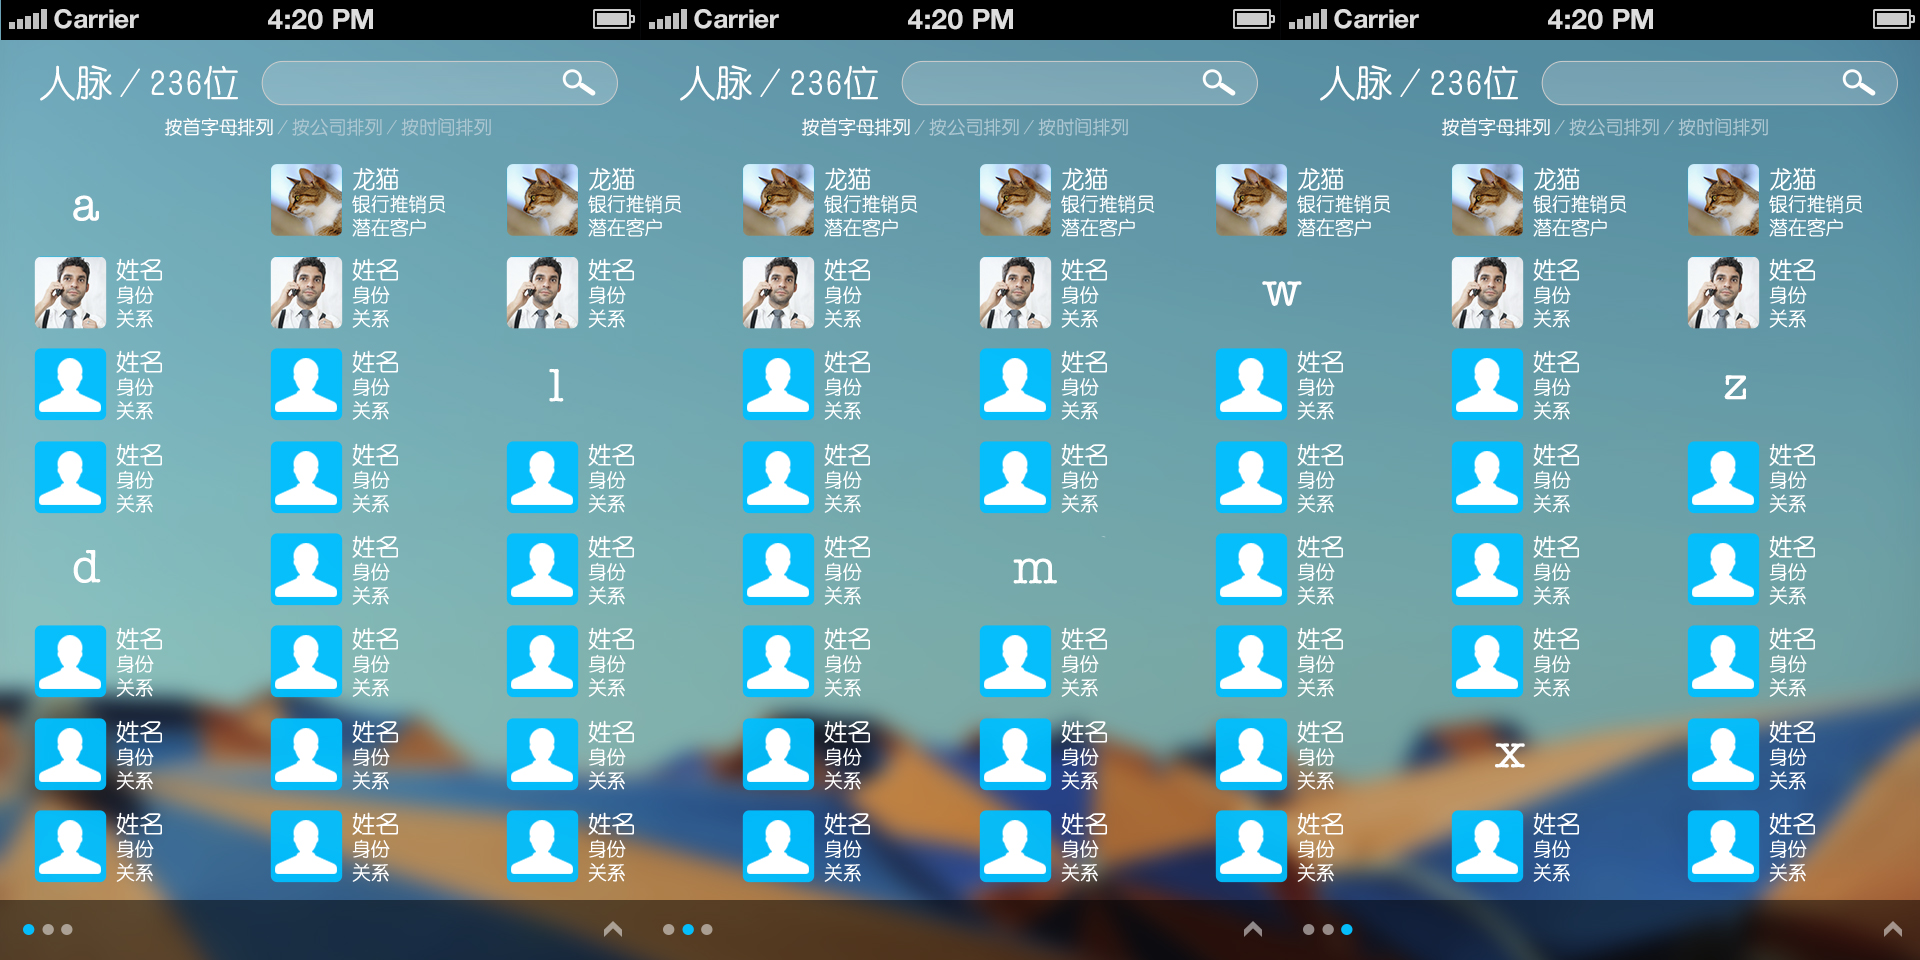 Carrier 4:20 PM Carrier 4:20 PM Carrier 4:20 PM
人脉/236位 人脉/236位 人脉/236位
按首字母排列/按公司排列/按时间排列 按首字母排列/按公司排列/按时间排列 按首字母排列/按公司排列/按时间排列
龙猫 龙猫 龙猫 龙猫 龙猫 龙猫 龙猫
a 银行推销员 银行推销员 银行推销员 银行推销员 银行推销员 银行推销员 银行推销员
潜在客户 潜在客户 潜在客户 潜在客户 潜在客户 潜在客户 潜在客户
姓名 姓名 姓名 姓名 姓名 姓名 姓名
身份 身份 身份 身份 身份 w 身份 身份
关系 关系 关系 关系 关系 关系 关系
姓名 姓名 姓名 姓名 姓名 姓名
身份 身份 l 身份 身份 身份 身份 z
关系 关系 关系 关系 关系 关系
姓名 姓名 姓名 姓名 姓名 姓名 姓名 姓名
身份 身份 身份 身份 身份 身份 身份 身份
关系 关系 关系 关系 关系 关系 关系 关系
姓名 姓名 姓名 姓名 姓名 姓名
d 身份 身份 身份 m 身份 身份 身份
关系 关系 关系 关系 关系 关系
姓名 姓名 姓名 姓名 姓名 姓名 姓名 姓名
身份 身份 身份 身份 身份 身份 身份 身份
关系 关系 关系 关系 关系 关系 关系 关系
姓名 姓名 姓名 姓名 姓名 姓名 姓名
身份 身份 身份 身份 身份 身份 x 身份
关系 关系 关系 关系 关系 关系 关系
姓名 姓名 姓名 姓名 姓名 姓名 姓名 姓名
身份 身份 身份 身份 身份 身份 身份 身份
关系 关系 关系 关系 关系 关系 关系 关系